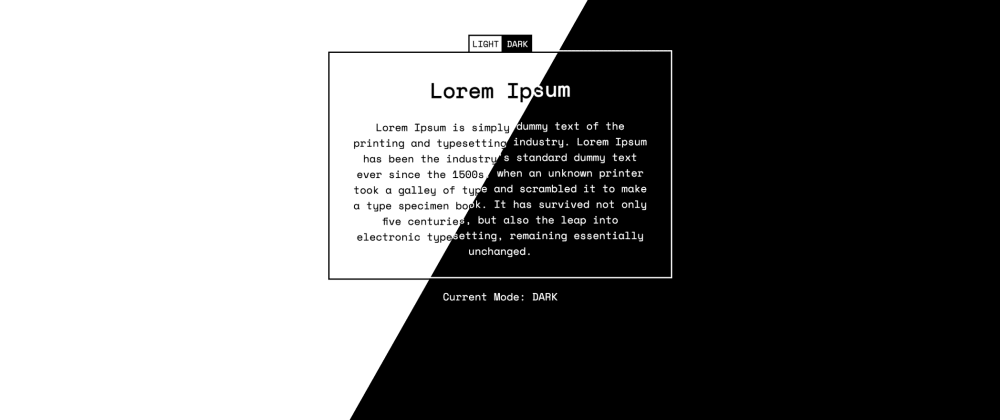 LIGHT DARK
Lorem Ipsum
Lorem Ipsum is simply dummy text of the
printing and typesetting industry. Lorem Ipsum
has been the industry's standard dummy text
ever since the 1500s, when an unknown printer
took a galley of type and scrambled it to make
a type specimen book. It has survived not only
five centuries, but also the leap into
electronic typesetting, remaining essentially
unchanged.
Current Mode: DARK